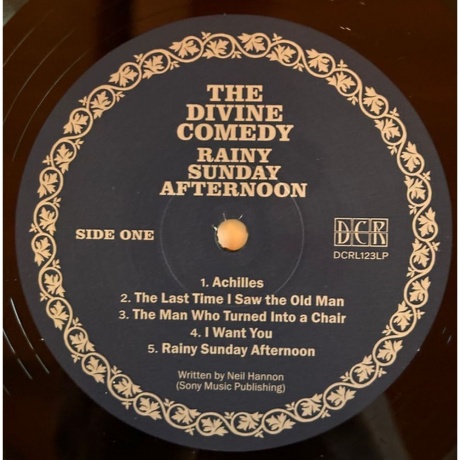 THE
DIVINE
COMEDY
RAINY
SUNDAY
AFTERNOON
SIDE ONE
DCR
DCRL123LP
1. Achilles
2. The Last Time I Saw the Old Man
3. The Man Who Turned Into a Chair
4. I Want You
5. Rainy Sunday Afternoon
Written by Neil Hannon
(Sony Music Publishing)